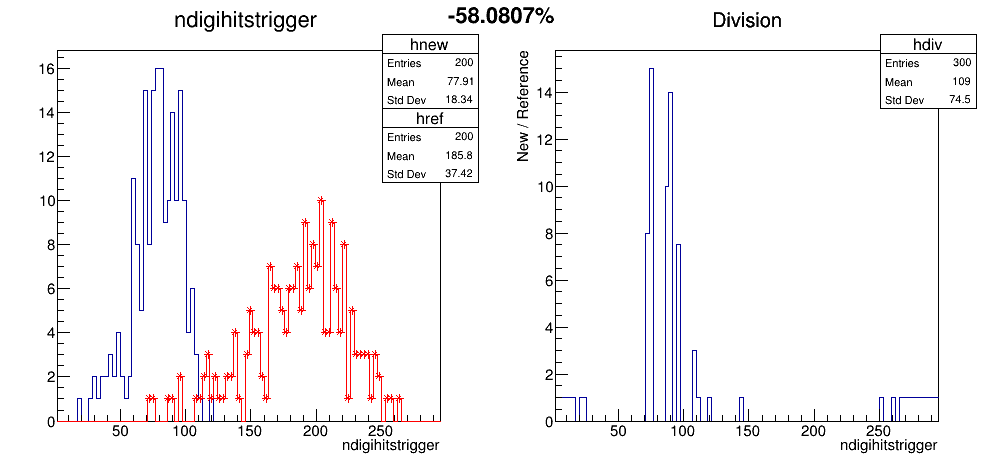 -58.0807%
ndigihitstrigger
hnew
Entries 200
Mean 77.91
Std Dev 18.34
href
Entries 200
Mean 185.8
Std Dev 37.42
16
14
12
10
8
6
4
2
0
50 100 150 200 250
ndigihitstrigger
Division
hdiv
Entries 300
Mean 109
Std Dev 74.5
New / Reference
14
12
10
8
6
4
2
0
50 100 150 200 250
ndigihitstrigger